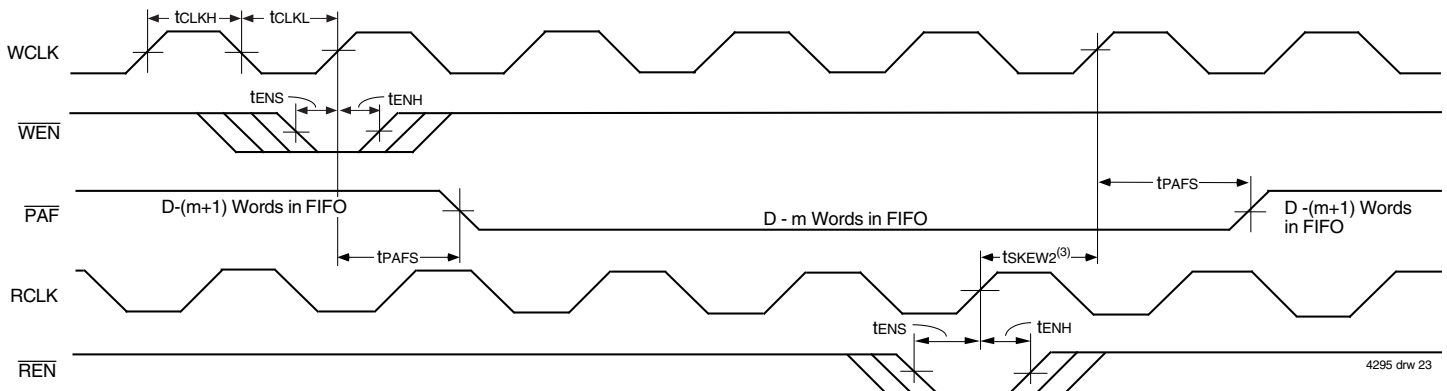 tCLKH tCLKL
WCLK
tENS tENH
WEN
tPAFS
PAF
D-(m+1) Words in FIFO
D - m Words in FIFO
D -(m+1) Words
in FIFO
tPAFS
tSKEW2(3)
RCLK
tENS tENH
REN
4295 drw 23